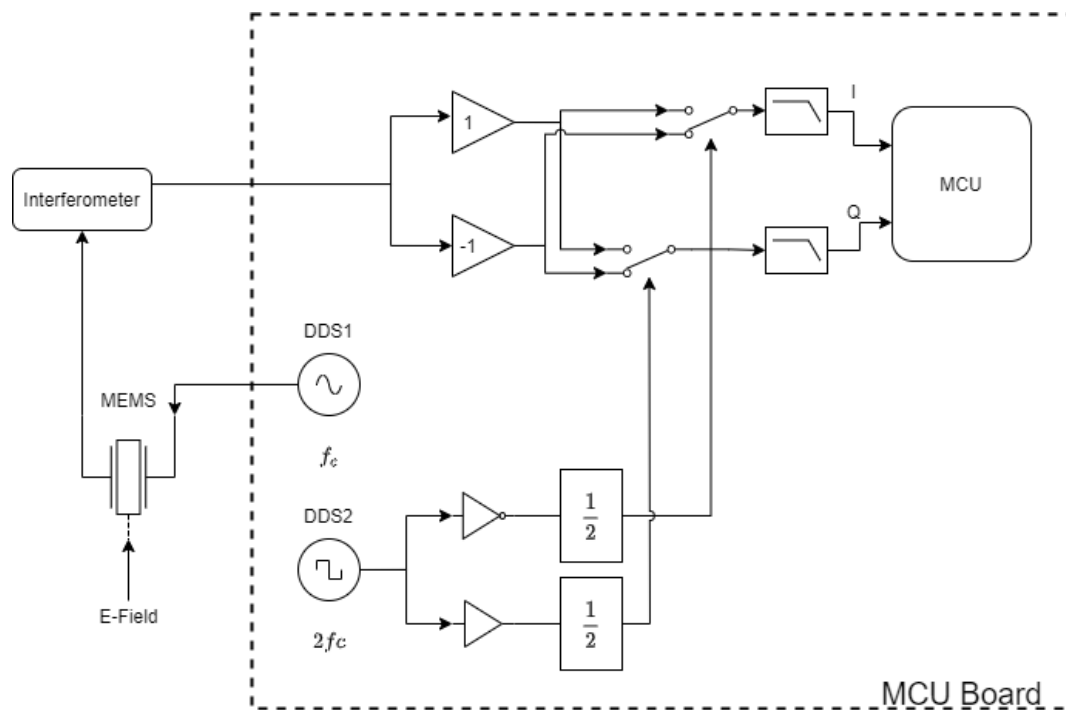 I
1
Interferometer
MCU
-1
Q
DDS1
MEMS
f_c
DDS2
1
2
E-Field
1
2
2fc
MCU Board